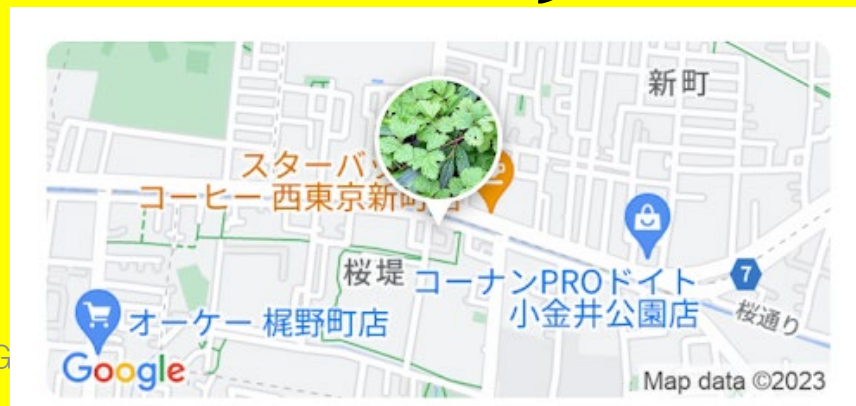 新町
スターバッ
コーヒー 西東京新町
桜堤
コーナンPROドイト
小金井公園店
7
桜通り
オーケー 梶野町店
G
Google
Map data ©2023